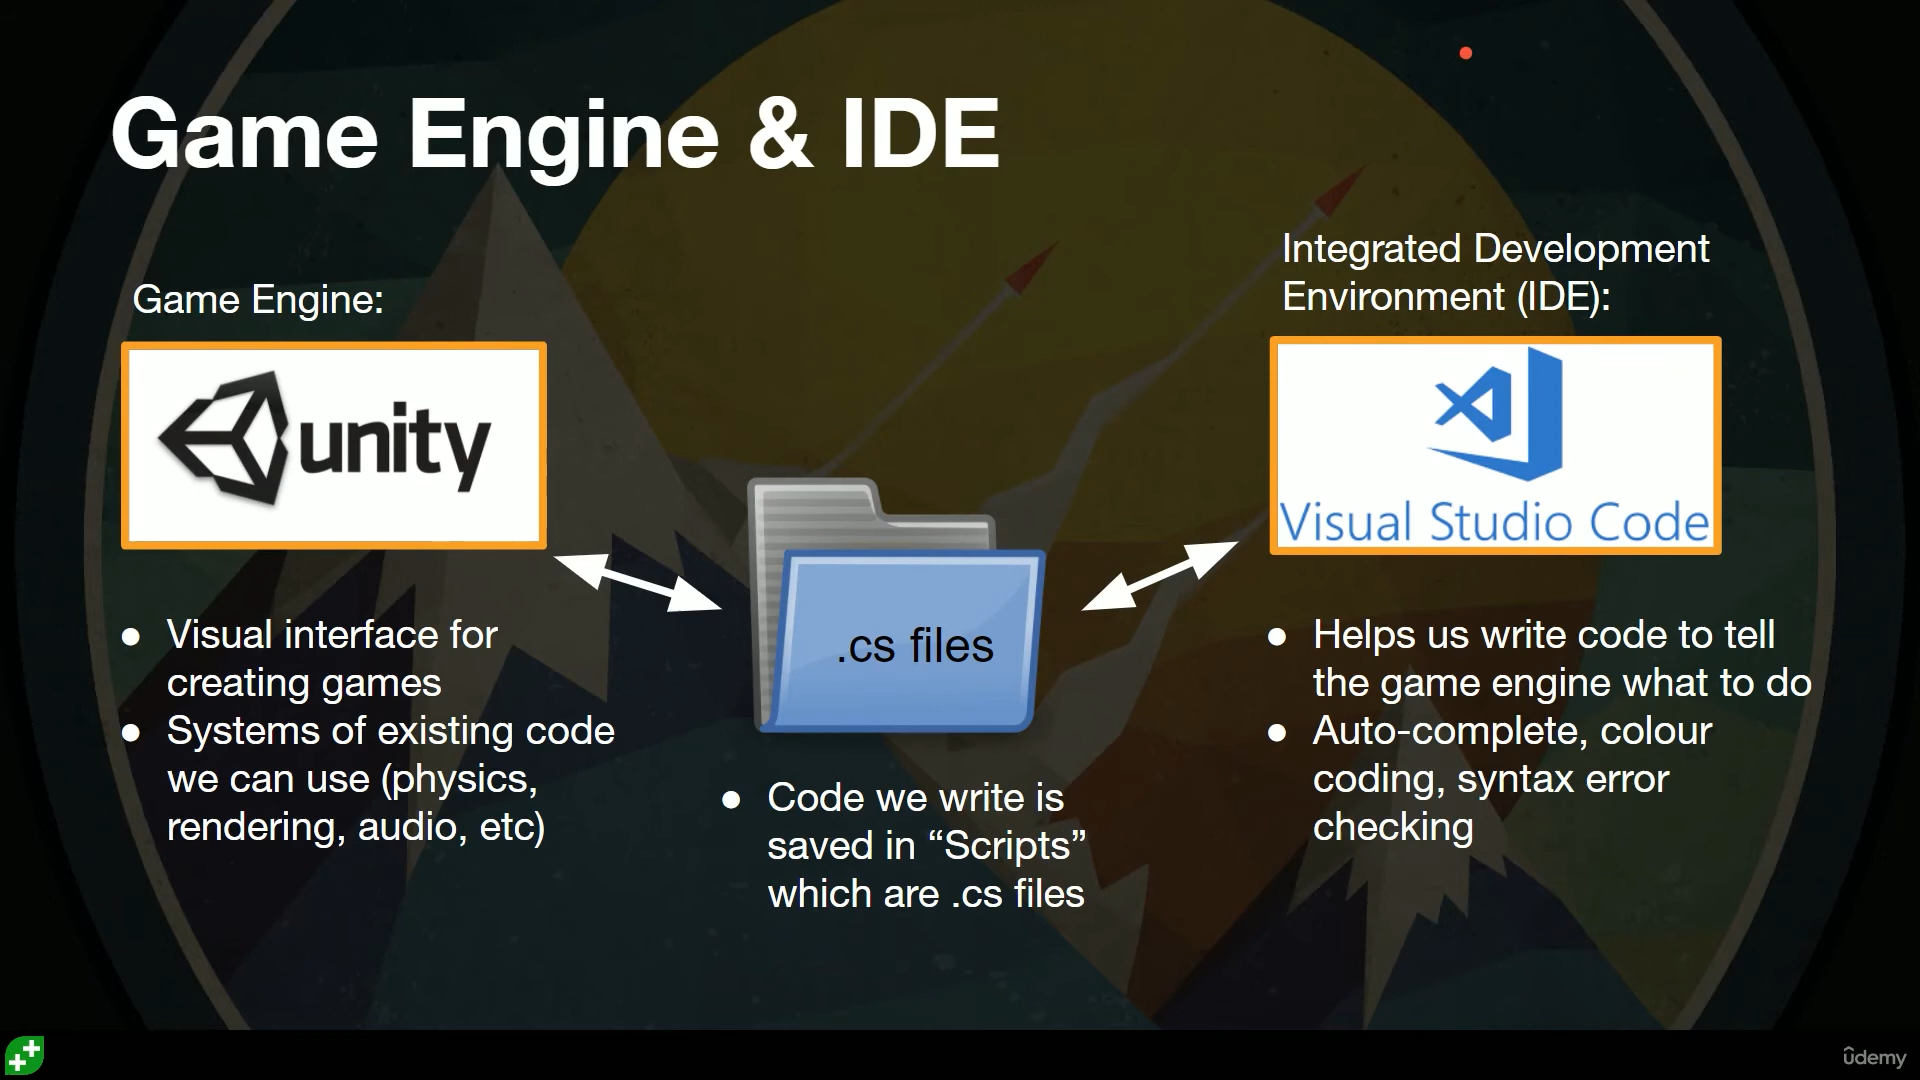 Game Engine & IDE
Game Engine:
unity
● Visual interface for
creating games
● Systems of existing code
we can use (physics,
rendering, audio, etc)
.cs files
● Code we write is
saved in “Scripts”
which are .cs files
Integrated Development
Environment (IDE):
Visual Studio Code
● Helps us write code to tell
the game engine what to do
● Auto-complete, colour
coding, syntax error
checking
ûdemy